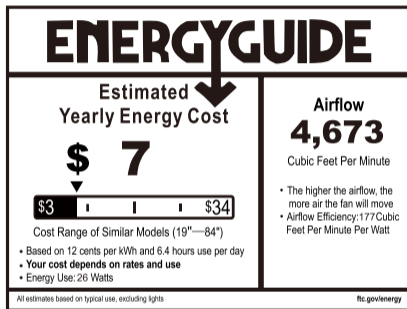 ENERGYGUIDE
Estimated
Yearly Energy Cost
$ 7
$3 $34
Cost Range of Similar Models (19"—84")
• Based on 12 cents per kWh and 6.4 hours use per day
• Your cost depends on rates and use
• Energy Use: 26 Watts
Airflow
4,673
Cubic Feet Per Minute
• The higher the airflow, the
more air the fan will move
• Airflow Efficiency:177Cubic
Feet Per Minute Per Watt
All estimates based on typical use, excluding lights
ftc.gov/energy